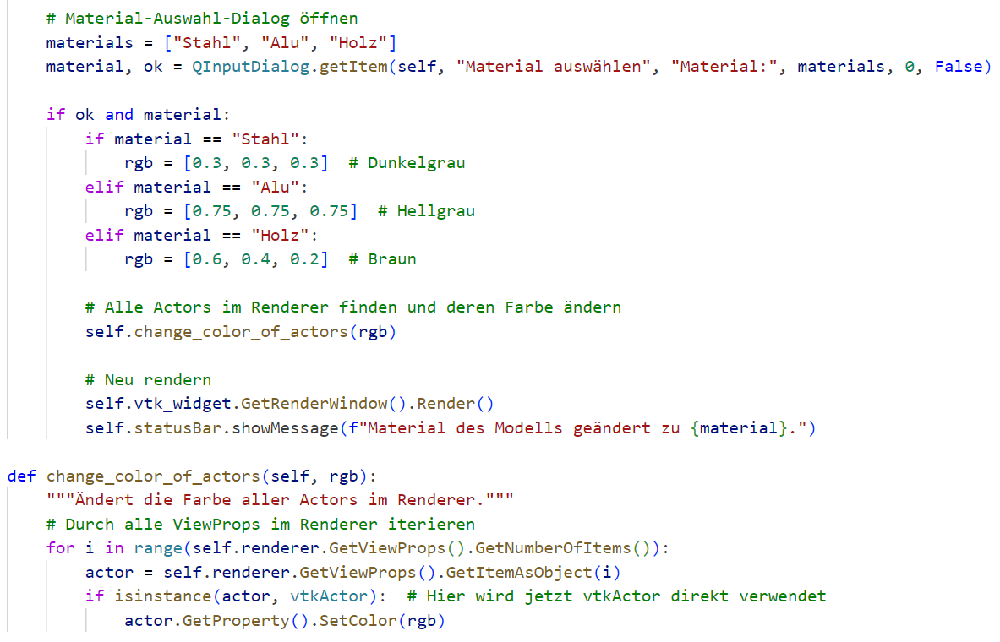 # Material-Auswahl-Dialog öffnen
materials = ["Stahl", "Alu", "Holz"]
material, ok = QInputDialog.getItem(self, "Material auswählen", "Material:", materials, 0, False)
if ok and material:
if material == "Stahl":
rgb = [0.3, 0.3, 0.3]  # Dunkelgrau
elif material == "Alu":
rgb = [0.75, 0.75, 0.75]  # Hellgrau
elif material == "Holz":
rgb = [0.6, 0.4, 0.2]  # Braun
# Alle Actors im Renderer finden und deren Farbe ändern
self.change_color_of_actors(rgb)
# Neu rendern
self.vtk_widget.GetRenderWindow().Render()
self.statusBar.showMessage(f"Material des Modells geändert zu {material}.")
def change_color_of_actors(self, rgb):
"""Ändert die Farbe aller Actors im Renderer."""
# Durch alle ViewProps im Renderer iterieren
for i in range(self.renderer.GetViewProps().GetNumberOfItems()):
actor = self.renderer.GetViewProps().GetItemAsObject(i)
if isinstance(actor, vtkActor):  # Hier wird jetzt vtkActor direkt verwendet
actor.GetProperty().SetColor(rgb)